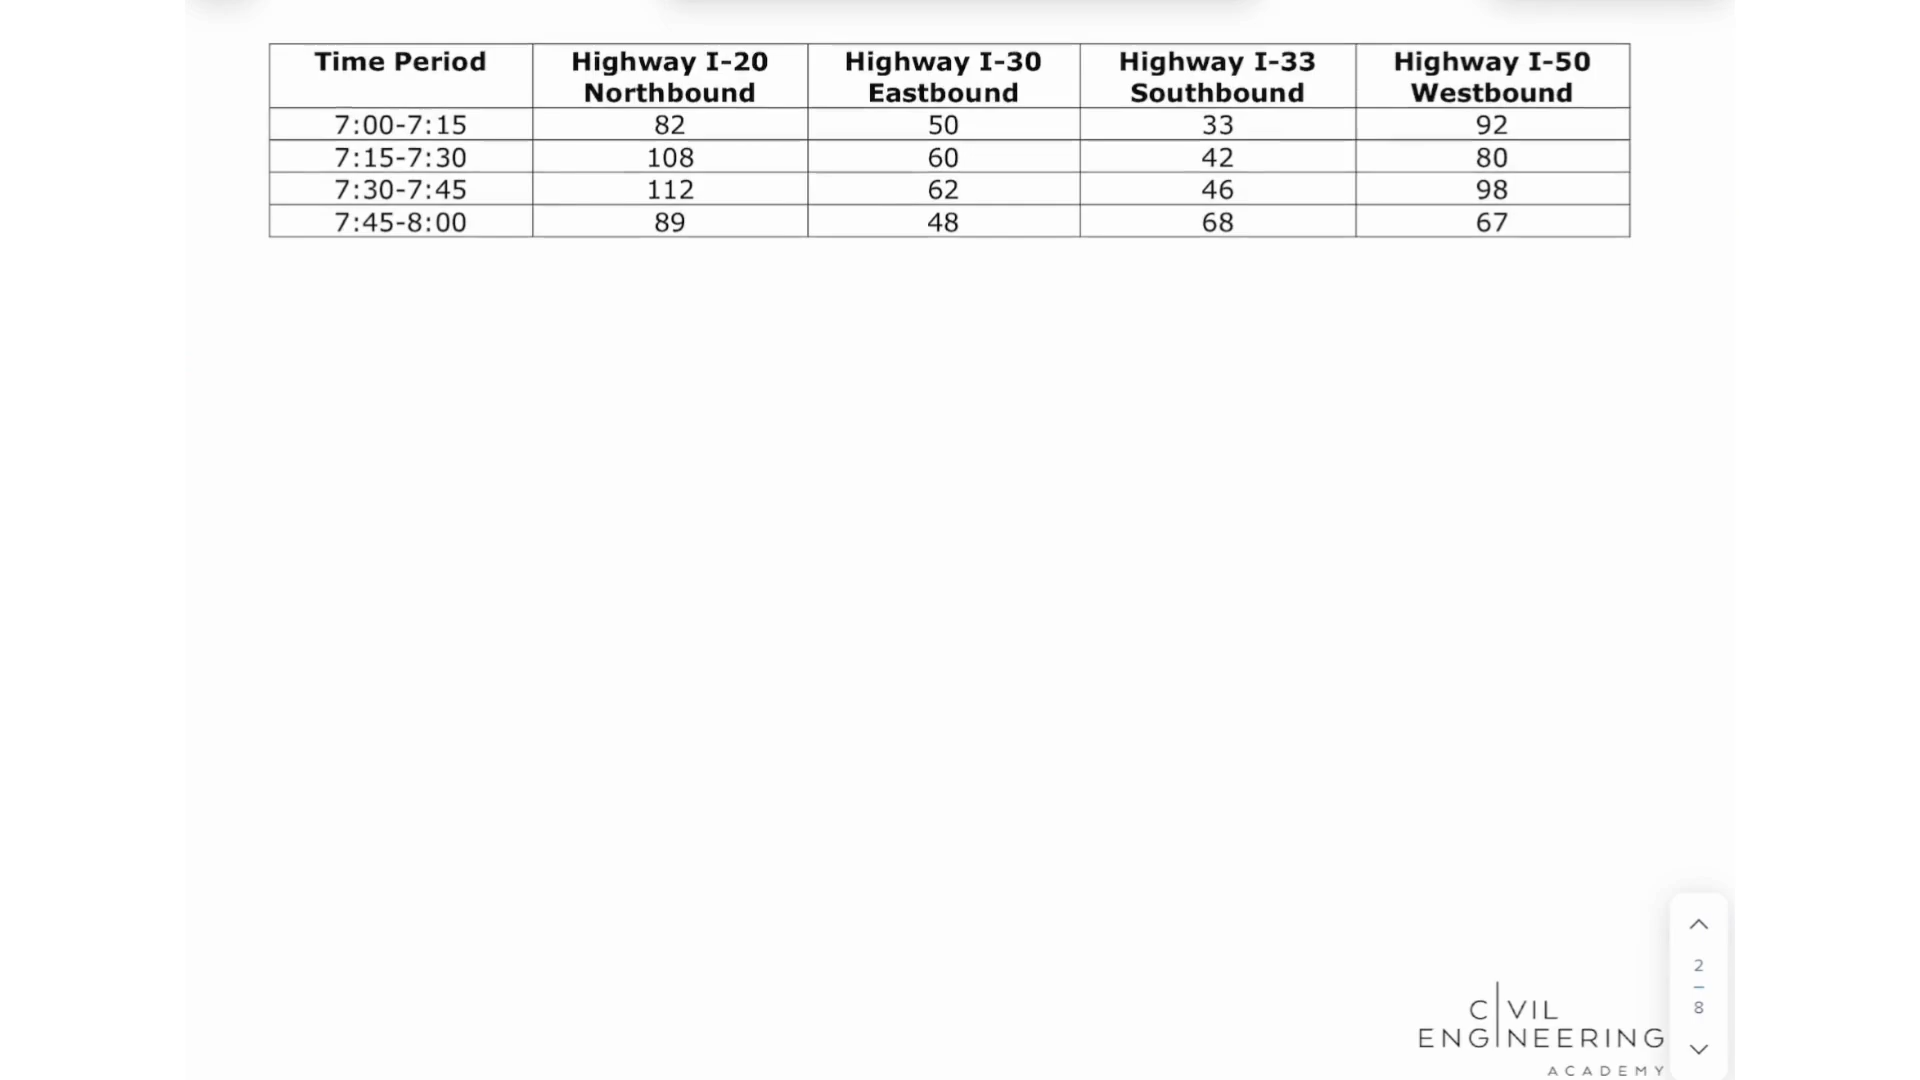 Time Period Highway I-20 Northbound Highway I-30 Eastbound Highway I-33 Southbound Highway I-50 Westbound
7:00-7:15 82 50 33 92
7:15-7:30 108 60 42 80
7:30-7:45 112 62 46 98
7:45-8:00 89 48 68 67
2
8
CIVIL
ENGINEERING
ACADEMY